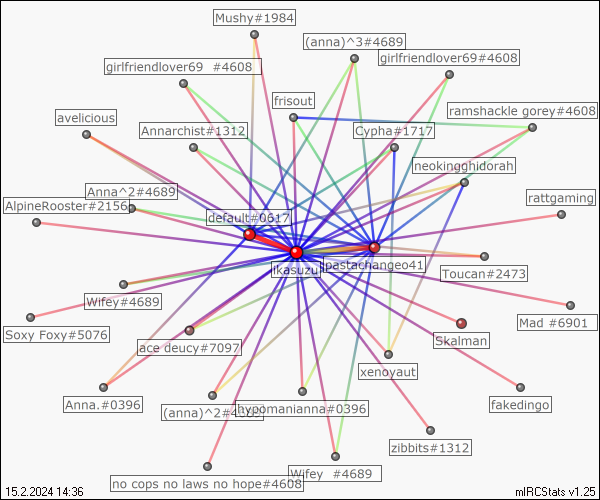 Mushy#1984
(anna)^3#4689
girlfriendlover69 #4608
girlfriendlover69#4608
frisout
ramshackle gorey#4608
avelicious
Annarchist#1312
Cypha#1717
neokingghidorah
Anna^2#4689
AlpineRooster#2156
rattgaming
default#0617
ikasuzu
pastachangeo41
Toucan#2473
Wifey#4689
Mad #6901
Soxy Foxy#5076
ace deucy#7097
Skalman
xenoyaut
Anna.#0396
(anna)^2#4
hypomanianna#0396
fakedingo
zibbits#1312
Wifey #4689
no cops no laws no hope#4608
15.2.2024 14:36
mIRCStats v1.25